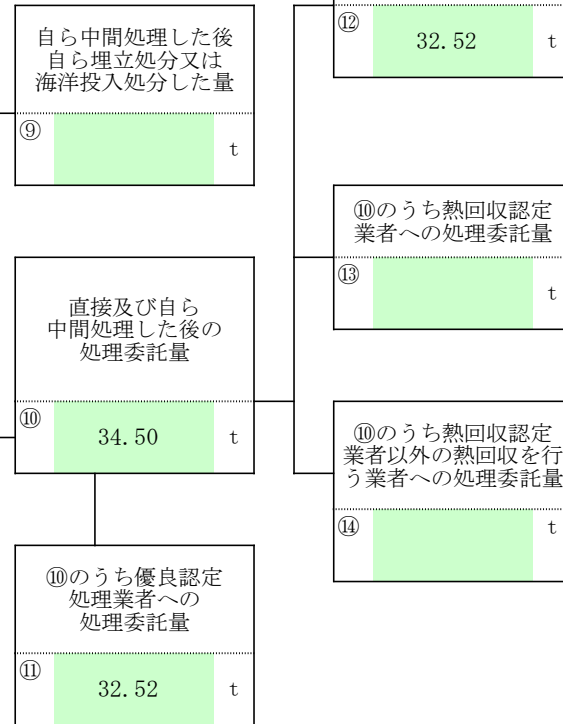 自ら中間処理した後
自ら埋立処分又は
海洋投入処分した量
⑨
t
直接及び自ら
中間処理した後の
処理委託量
⑩
34.50 t
⑩のうち優良認定
処理業者への
処理委託量
⑪
32.52 t
⑫
32.52 t
⑩のうち熱回収認定
業者への処理委託量
⑬
t
⑩のうち熱回収認定
業者以外の熱回収を行
う業者への処理委託量
⑭
t